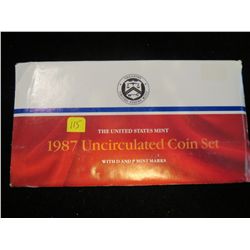 115
THE UNITED STATES MINT
1987 Uncirculated Coin Set
WITH D AND P MINT MARKS